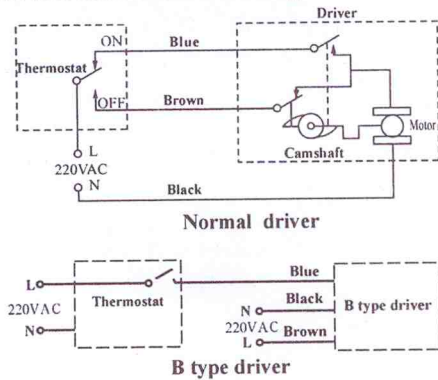 Driver
ON
Blue
Thermostat
OFF
Brown
Motor
L
220VAC
N
Camshaft
Black
Normal driver
L
Thermostat
Blue
220VAC
N
Black
B type driver
N
220VAC
L
Brown
B type driver